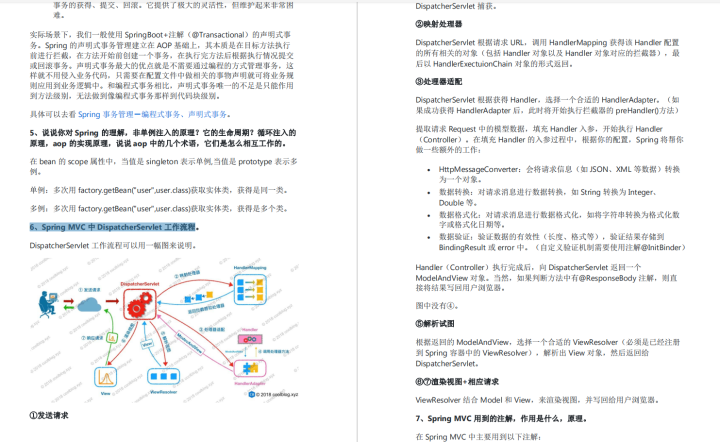 事务的获得、提交、回滚。它提供了极大的灵活性，但维护起来非常困
难。
实际场景下，我们一般使用 SpringBoot+注解（@Transactional）的声明式事
务。Spring 的声明式事务管理建立在 AOP 基础上，其本质是在目标方法执
行前进行拦截，在方法开始前创建一个事务，在执行完方法后根据执行情况提交
或回滚事务。声明式事务最大的优点就是不需要通过编程的方式管理事务，这
样就不用侵入业务代码，只需要在配置文件中做相关的事物声明就可将业务规
则应用到业务逻辑中。和编程式事务相比，声明式事务唯一的不足是只能作用
到方法级别，无法做到像编程式事务那样到代码块级别。
具体可以去看 Spring 事务管理－编程式事务、声明式事务。
5、说说你对 Spring 的理解，非单例注入的原理？它的生命周期？循环注入的
原理，aop 的实现原理，说说 aop 中的几个术语，它们是怎么相互工作的。
在 bean 的 scope 属性中，当值是 singleton 表示单例,当值是 prototype 表示多
例。
单例：多次用 factory.getBean("user",user.class)获取实体类，获得是同一类。
多例：多次用 factory.getBean("user",user.class)获取实体类，获得是多个类。
6、Spring MVC 中 DispatcherServlet 工作流程。
DispatcherServlet 工作流程可以用一幅图来说明。
①发送请求
DispatcherServlet
②映射处理器
HandlerMapping
返回
③处理器适配
⑦响应请求
View
ModelAndView
Handler
View
ViewResolver
HandlerAdapter
© 2018 coolblog.xyz
①发送请求
DispatcherServlet 捕获。
②映射处理器
DispatcherServlet 根据请求 URL，调用 HandlerMapping 获得该 Handler 配置
的所有相关的对象（包括 Handler 对象以及 Handler 对象对应的拦截器），最
后以 HandlerExectuionChain 对象的形式返回。
③处理器适配
DispatcherServlet 根据获得 Handler，选择一个合适的 HandlerAdapter。（如
果成功获得 HandlerAdapter 后，此时将开始执行拦截器的 preHandler()方法）
提取请求 Request 中的模型数据，填充 Handler 入参，开始执行 Handler
（Controller）。在填充 Handler 的入参过程中，根据你的配置，Spring 将帮你
做一些额外的工作：
• HttpMessageConverter：会将请求信息（如 JSON、XML 等数据）转换
为一个对象。
• 数据转换：对请求消息进行数据转换，如 String 转换为 Integer、
Double 等。
• 数据格式化：对请求消息进行数据格式化，如将字符串转换为格式化数
字或格式化日期等。
• 数据验证：验证数据的有效性（长度、格式等），验证结果存储到
BindingResult 或 error 中。（自定义验证机制需要使用注解@InitBinder）
Handler（Controller）执行完成后，向 DispatcherServlet 返回一个
ModelAndView 对象。当然，如果判断方法中有@ResponseBody 注解，则直
接将结果写回用户浏览器。
图中没有④。
⑤解析试图
根据返回的 ModelAndView，选择一个合适的 ViewResolver（必须是已经注册
到 Spring 容器中的 ViewResolver），解析出 View 对象，然后返回给
DispatcherServlet。
⑥⑦渲染视图+相应请求
ViewResolver 结合 Model 和 View，来渲染视图，并写回给用户浏览器。
7、Spring MVC 用到的注解，作用是什么，原理。
在 Spring MVC 中主要用到以下注解：